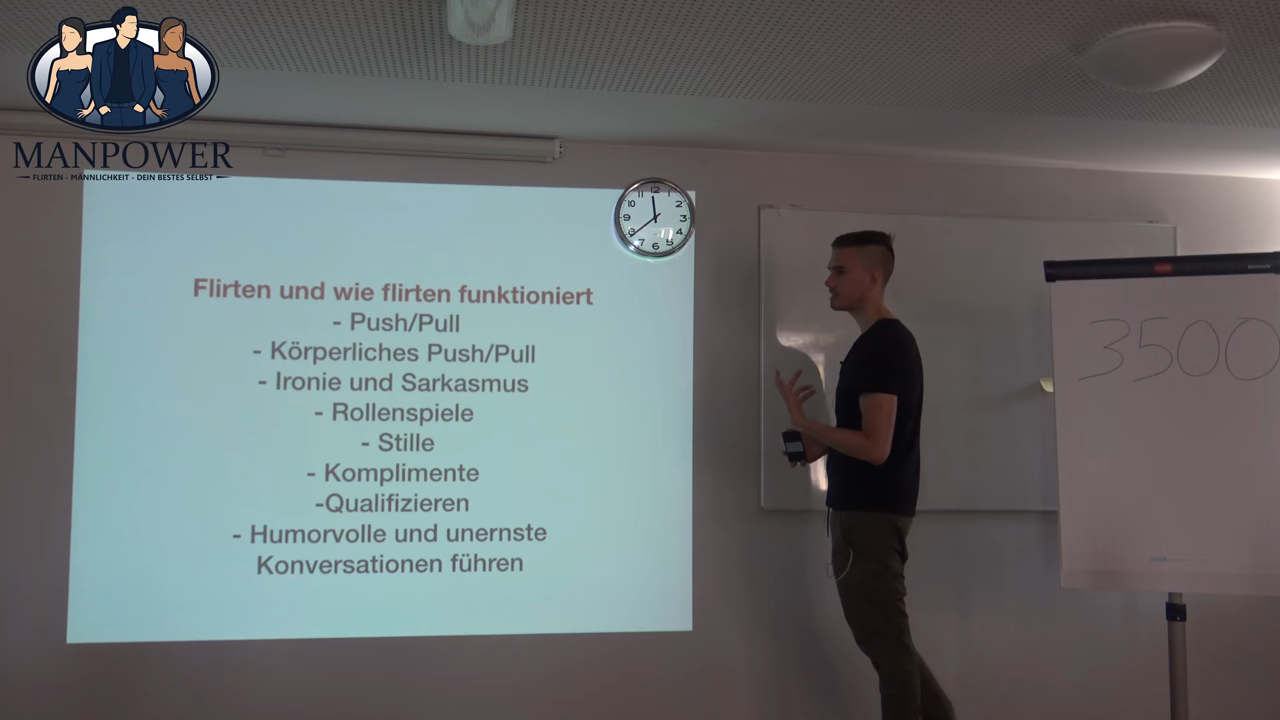 MANPOWER
FLIRTEN - MÄNNLICHKEIT - DEIN BESTES SELBST
Flirten und wie flirten funktioniert
- Push/Pull
- Körperliches Push/Pull
- Ironie und Sarkasmus
- Rollenspiele
- Stille
- Komplimente
-Qualifizieren
- Humorvolle und unernste
Konversationen führen
3500